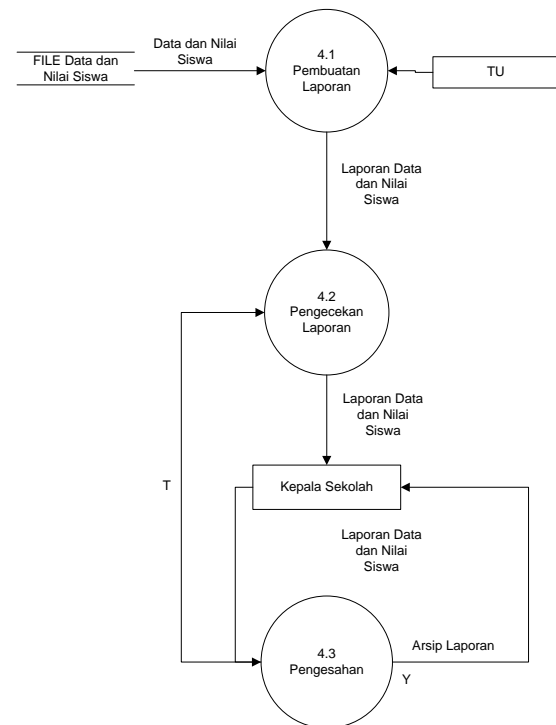 Data dan Nilai
Siswa
FILE Data dan
Nilai Siswa
4.1
Pembuatan
Laporan
TU
Laporan Data
dan Nilai
Siswa
4.2
Pengecekan
Laporan
Laporan Data
dan Nilai
Siswa
T
Kepala Sekolah
Laporan Data
dan Nilai
Siswa
4.3
Pengesahan
Arsip Laporan
Y